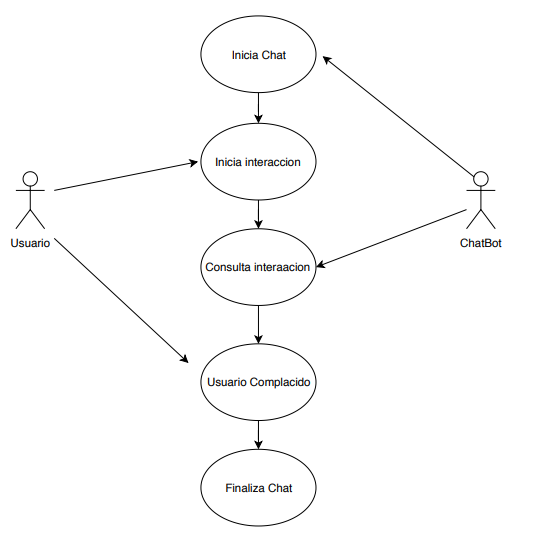 Inicia Chat
Inicia interaccion
Usuario
ChatBot
Consulta interaacion
Usuario Complacido
Finaliza Chat